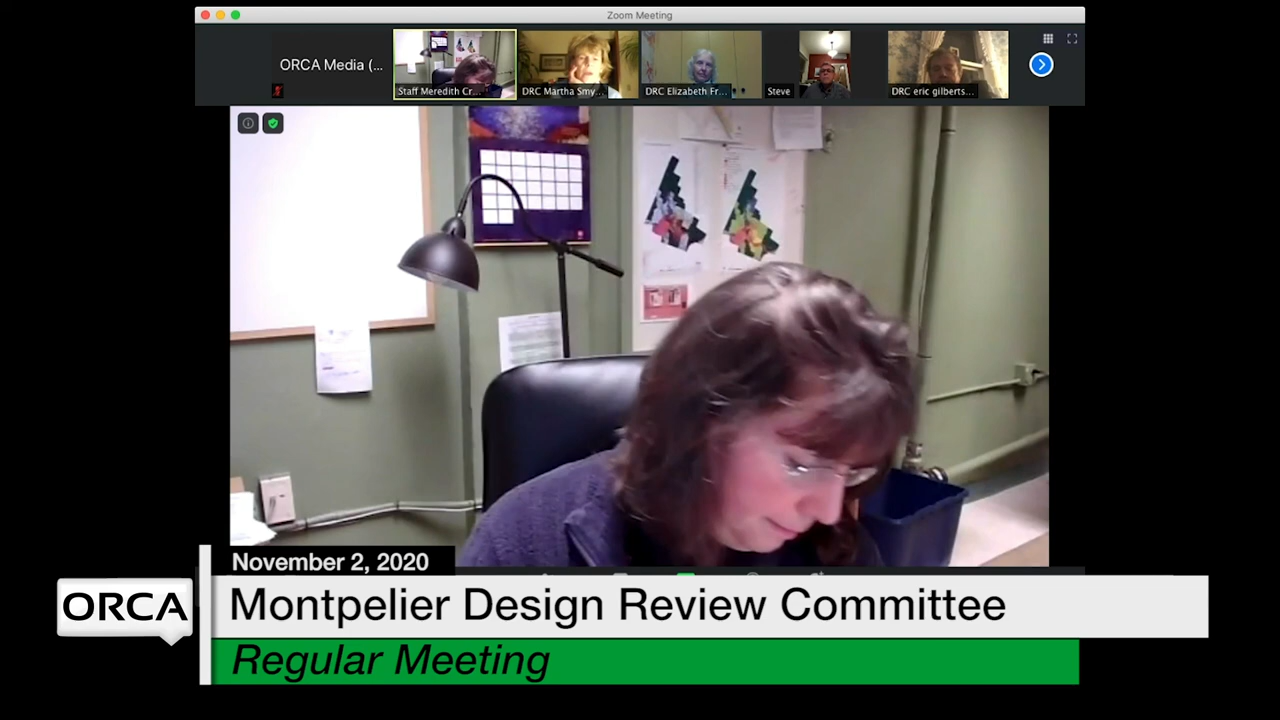 Zoom Meeting
ORCA Media (...
Staff Meredith Cr...
DRC Martha Smy...
DRC Elizabeth Fr...
Steve
DRC eric gilberts...
November 2, 2020
ORCA
Montpelier Design Review Committee
Regular Meeting